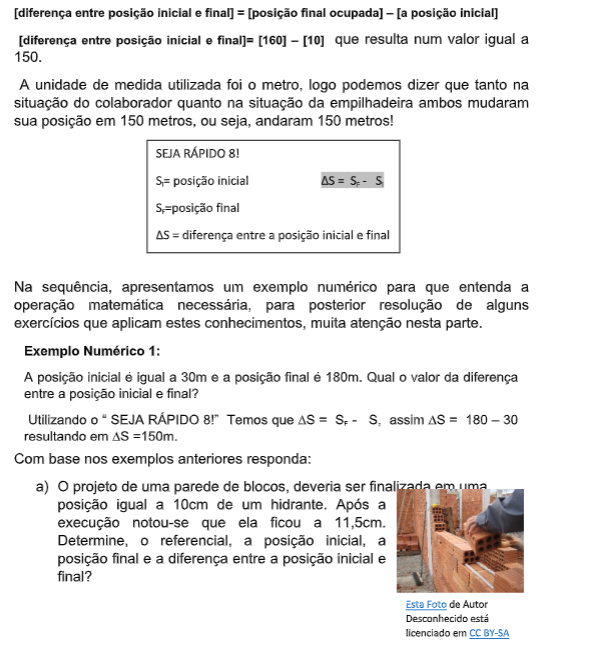 [diferença entre posição inicial e final] = [posição final ocupada] – [a posição inicial]
[diferença entre posição inicial e final]= [160] – [10] que resulta num valor igual a
150.
A unidade de medida utilizada foi o metro, logo podemos dizer que tanto na
situação do colaborador quanto na situação da empilhadeira ambos mudaram
sua posição em 150 metros, ou seja, andaram 150 metros!
SEJA RÁPIDO 8!
Sᵢ= posição inicial ΔS = S_F - Sᵢ
S_F=posição final
ΔS = diferença entre a posição inicial e final
Na sequência, apresentamos um exemplo numérico para que entenda a
operação matemática necessária, para posterior resolução de alguns
exercícios que aplicam estes conhecimentos, muita atenção nesta parte.
Exemplo Numérico 1:
A posição inicial é igual a 30m e a posição final é 180m. Qual o valor da diferença
entre a posição inicial e final?
Utilizando o “ SEJA RÁPIDO 8!” Temos que ΔS = S_F - S, assim ΔS = 180 – 30
resultando em ΔS =150m.
Com base nos exemplos anteriores responda:
a) O projeto de uma parede de blocos, deveria ser finalizada em uma
posição igual a 10cm de um hidrante. Após a
execução notou-se que ela ficou a 11,5cm.
Determine, o referencial, a posição inicial, a
posição final e a diferença entre a posição inicial e
final?
Esta Foto de Autor
Desconhecido está
licenciado em CC BY-SA